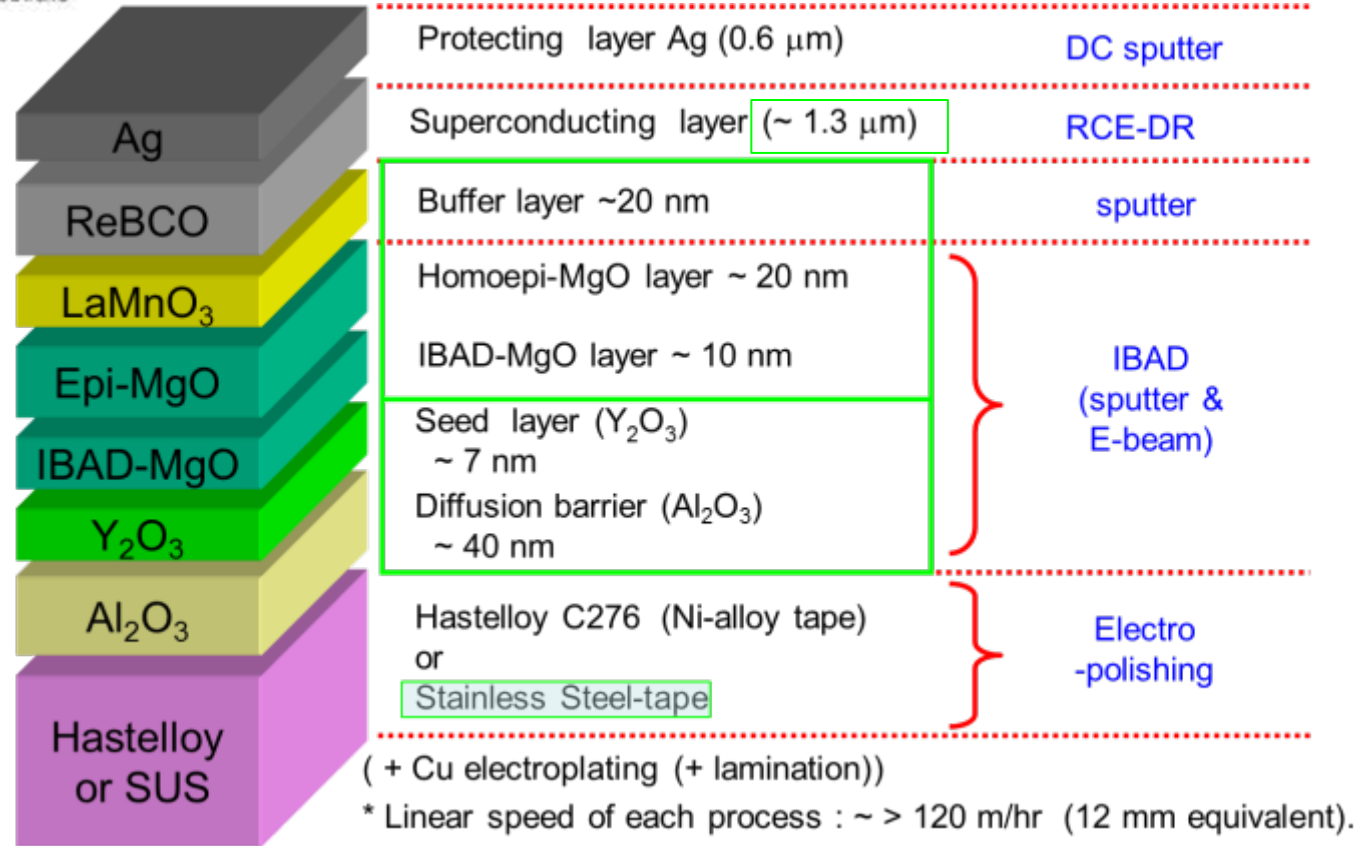 Protecting layer Ag (0.6 μm)
DC sputter
Ag
Superconducting layer (~ 1.3 μm)
RCE-DR
ReBCO
Buffer layer ~20 nm
sputter
LaMnO₃
Homoepi-MgO layer ~ 20 nm
Epi-MgO
IBAD-MgO layer ~ 10 nm
IBAD
(sputter &
E-beam)
IBAD-MgO
Seed layer (Y₂O₃)
~ 7 nm
Y₂O₃
Diffusion barrier (Al₂O₃)
~ 40 nm
Al₂O₃
Hastelloy C276 (Ni-alloy tape)
or
Stainless Steel-tape
Electro
-polishing
Hastelloy
or SUS
( + Cu electroplating (+ lamination))
* Linear speed of each process : ~ > 120 m/hr (12 mm equivalent).